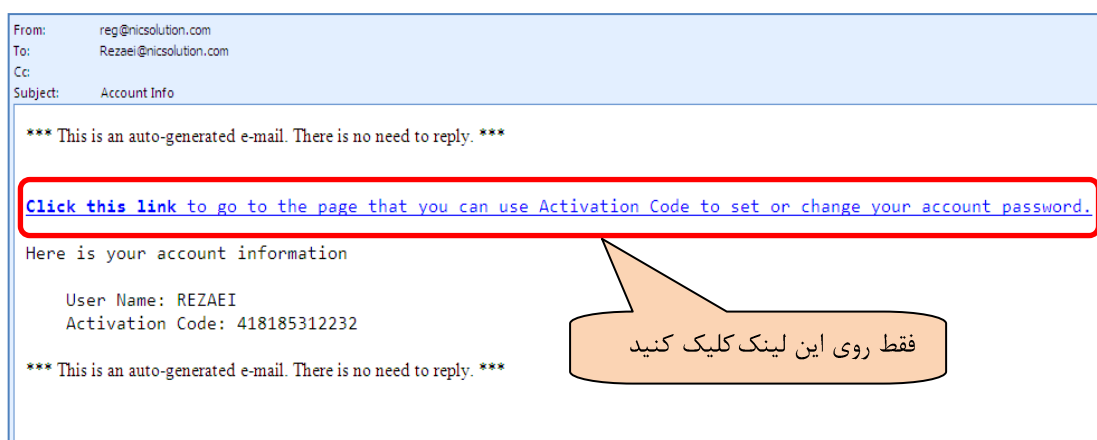 From: reg@nicsolution.com
To: Rezaei@nicsolution.com
Cc:
Subject: Account Info
*** This is an auto-generated e-mail. There is no need to reply. ***
Click this link to go to the page that you can use Activation Code to set or change your account password.
Here is your account information
User Name: REZAEI
Activation Code: 418185312232
فقط روی این لینک کلیک کنید
*** This is an auto-generated e-mail. There is no need to reply. ***